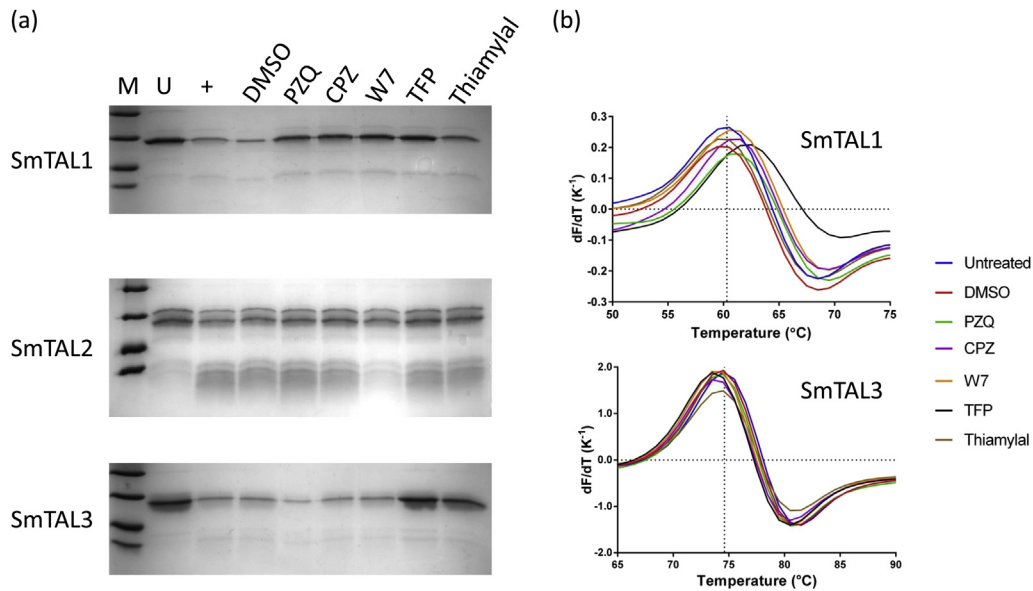 (a)
M U + DMSO PZQ CPZ W7 TFP Thiamylal
SmTAL1
SmTAL2
SmTAL3
(b)
SmTAL1
dF/dT (K⁻¹)
0.3
0.2
0.1
0.0
-0.1
-0.2
-0.3
50 55 60 65 70 75
Temperature (°C)
SmTAL3
dF/dT (K⁻¹)
2.0
1.0
0.0
-1.0
-2.0
65 70 75 80 85 90
Temperature (°C)
Untreated
DMSO
PZQ
CPZ
W7
TFP
Thiamylal